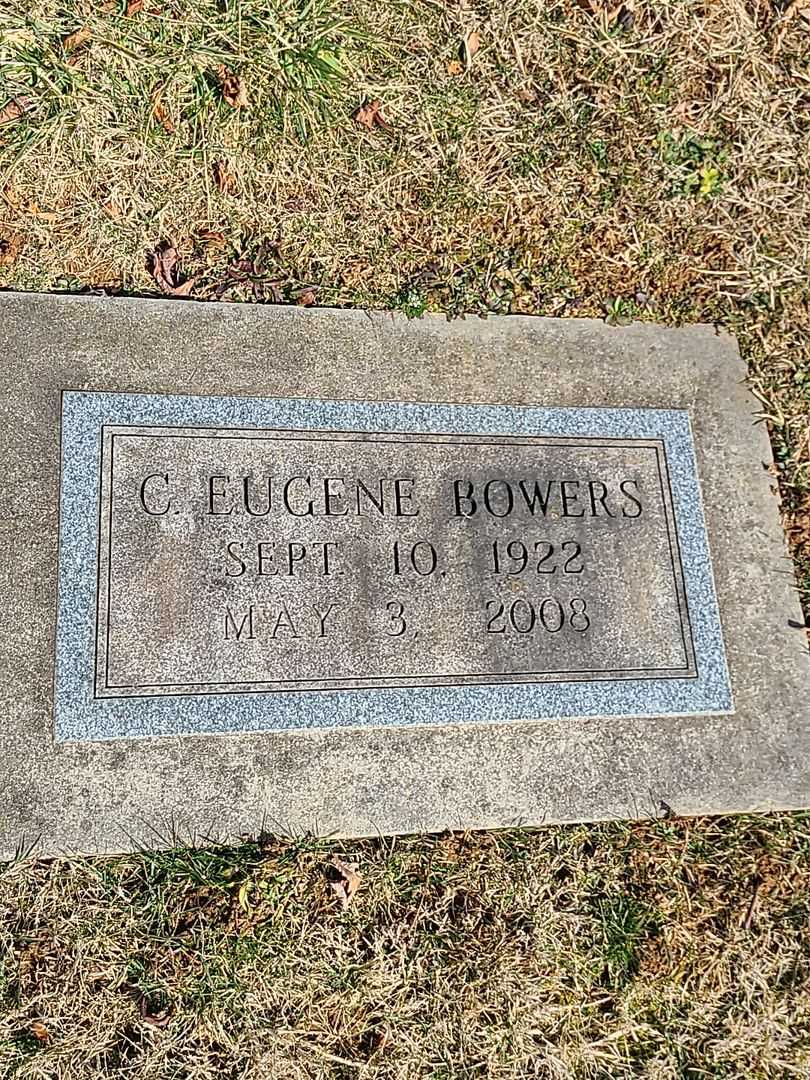 C. EUGENE BOWERS
SEPT. 10, 1922
MAY 3, 2008